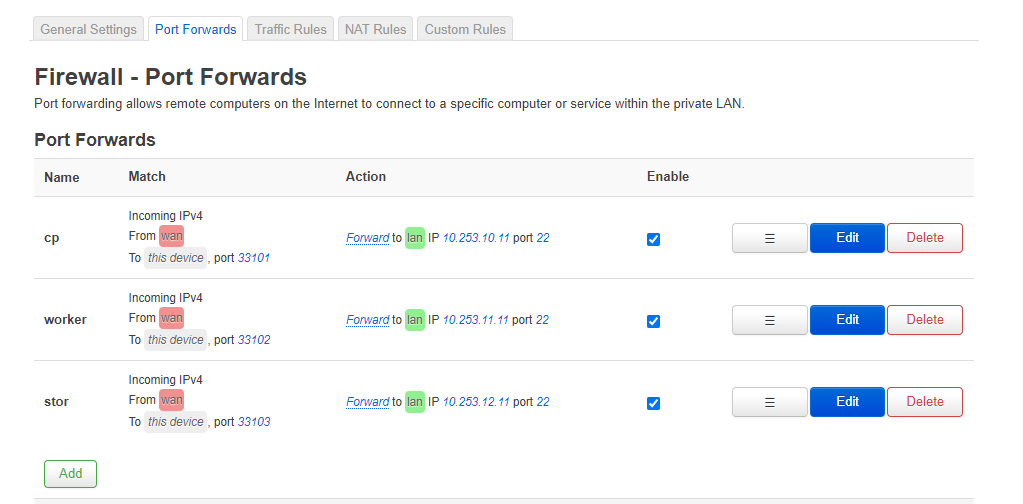 General Settings Port Forwards Traffic Rules NAT Rules Custom Rules
Firewall - Port Forwards
Port forwarding allows remote computers on the Internet to connect to a specific computer or service within the private LAN.
Port Forwards
Name Match Action Enable
Incoming IPv4
From wan
To this device, port 33101
cp
Forward to lan IP 10.253.10.11 port 22
☰ Edit Delete
Incoming IPv4
From wan
To this device, port 33102
worker
Forward to lan IP 10.253.11.11 port 22
☰ Edit Delete
Incoming IPv4
From wan
To this device, port 33103
stor
Forward to lan IP 10.253.12.11 port 22
☰ Edit Delete
Add